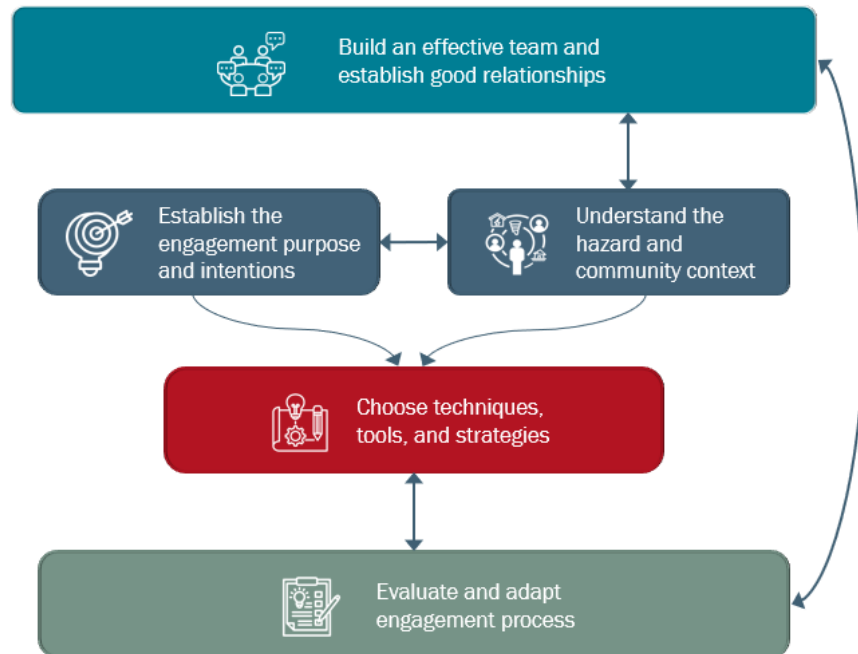 Build an effective team and
establish good relationships
Establish the
engagement purpose
and intentions
Understand the
hazard and
community context
Choose techniques,
tools, and strategies
Evaluate and adapt
engagement process